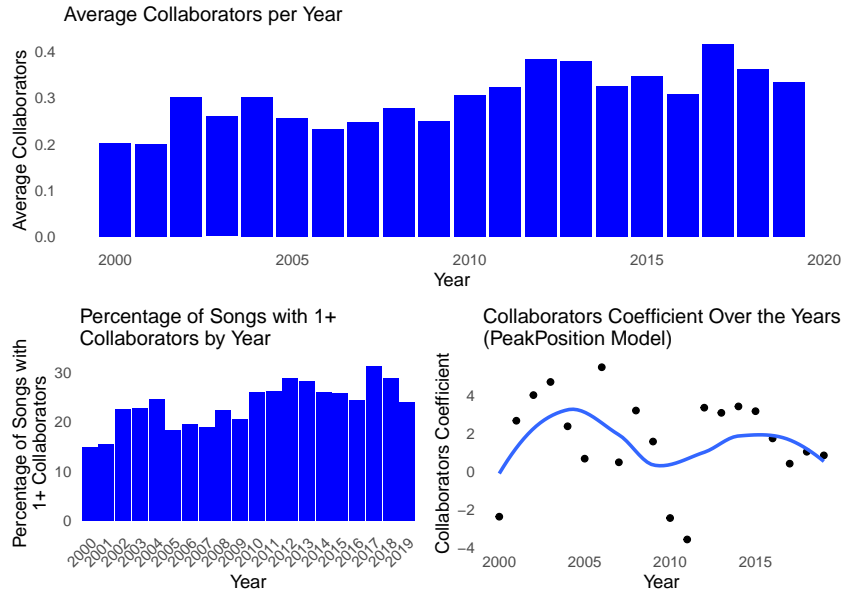 Average Collaborators per Year
Average Collaborators
0.4
0.3
0.2
0.1
0.0
2000 2005 2010 2015 2020
Year
Percentage of Songs with 1+
Collaborators by Year
Percentage of Songs with
1+ Collaborators
30
20
10
0
2000 2001 2002 2003 2004 2005 2006 2007 2008 2009 2010 2011 2012 2013 2014 2015 2016 2017 2018 2019
Year
Collaborators Coefficient Over the Years
(PeakPosition Model)
Collaborators Coefficient
4
2
0
−2
−4
2000 2005 2010 2015
Year